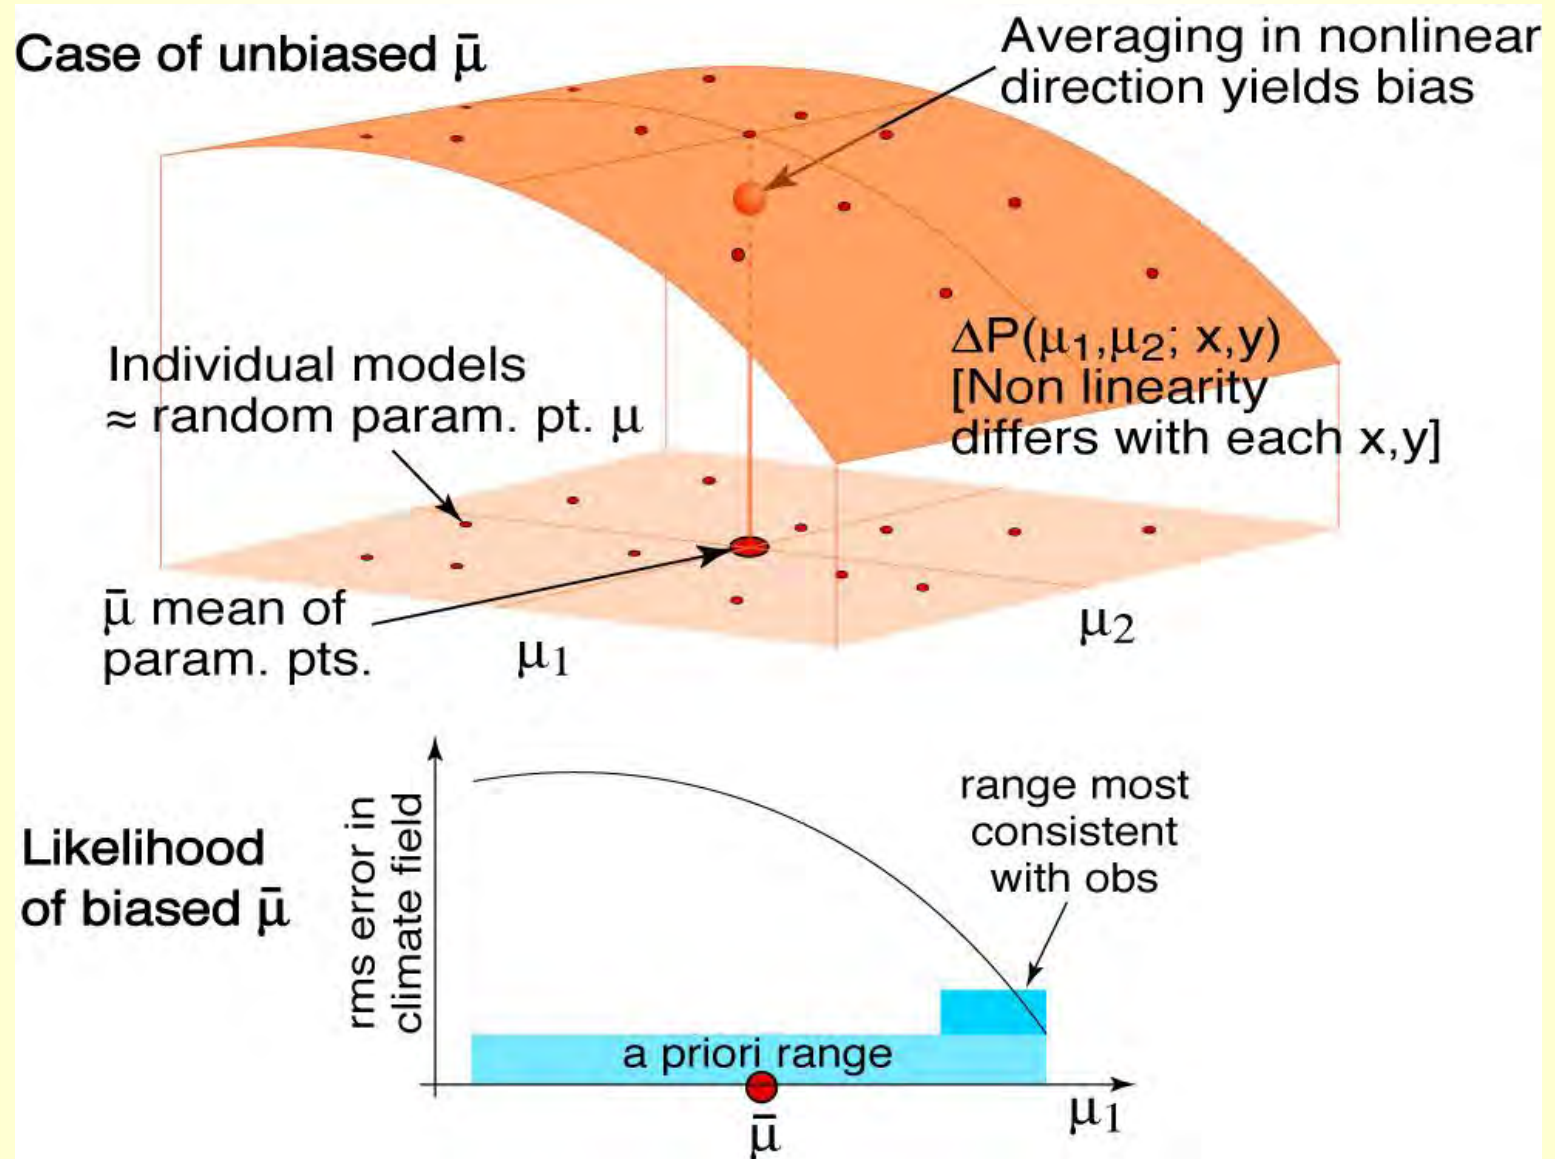 Case of unbiased μ̄
Averaging in nonlinear
direction yields bias
Individual models
≈ random param. pt. μ
ΔP(μ₁,μ₂; x,y)
[Non linearity
differs with each x,y]
μ̄ mean of
param. pts.
μ₁
μ₂
Likelihood
of biased μ̄
rms error in
climate field
range most
consistent
with obs
a priori range
μ̄
μ₁